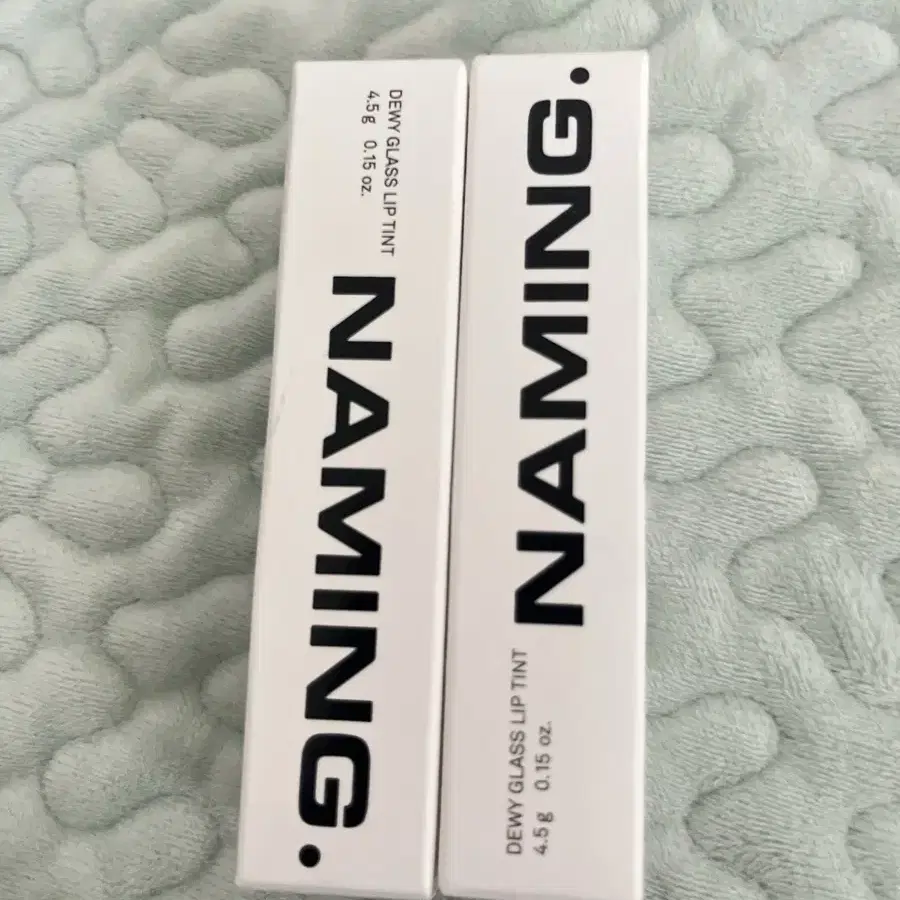 DEWY GLASS LIP TINT
4.5g 0.15 oz.
NAMING.
NAMING.
DEWY GLASS LIP TINT
4.5g 0.15 oz.